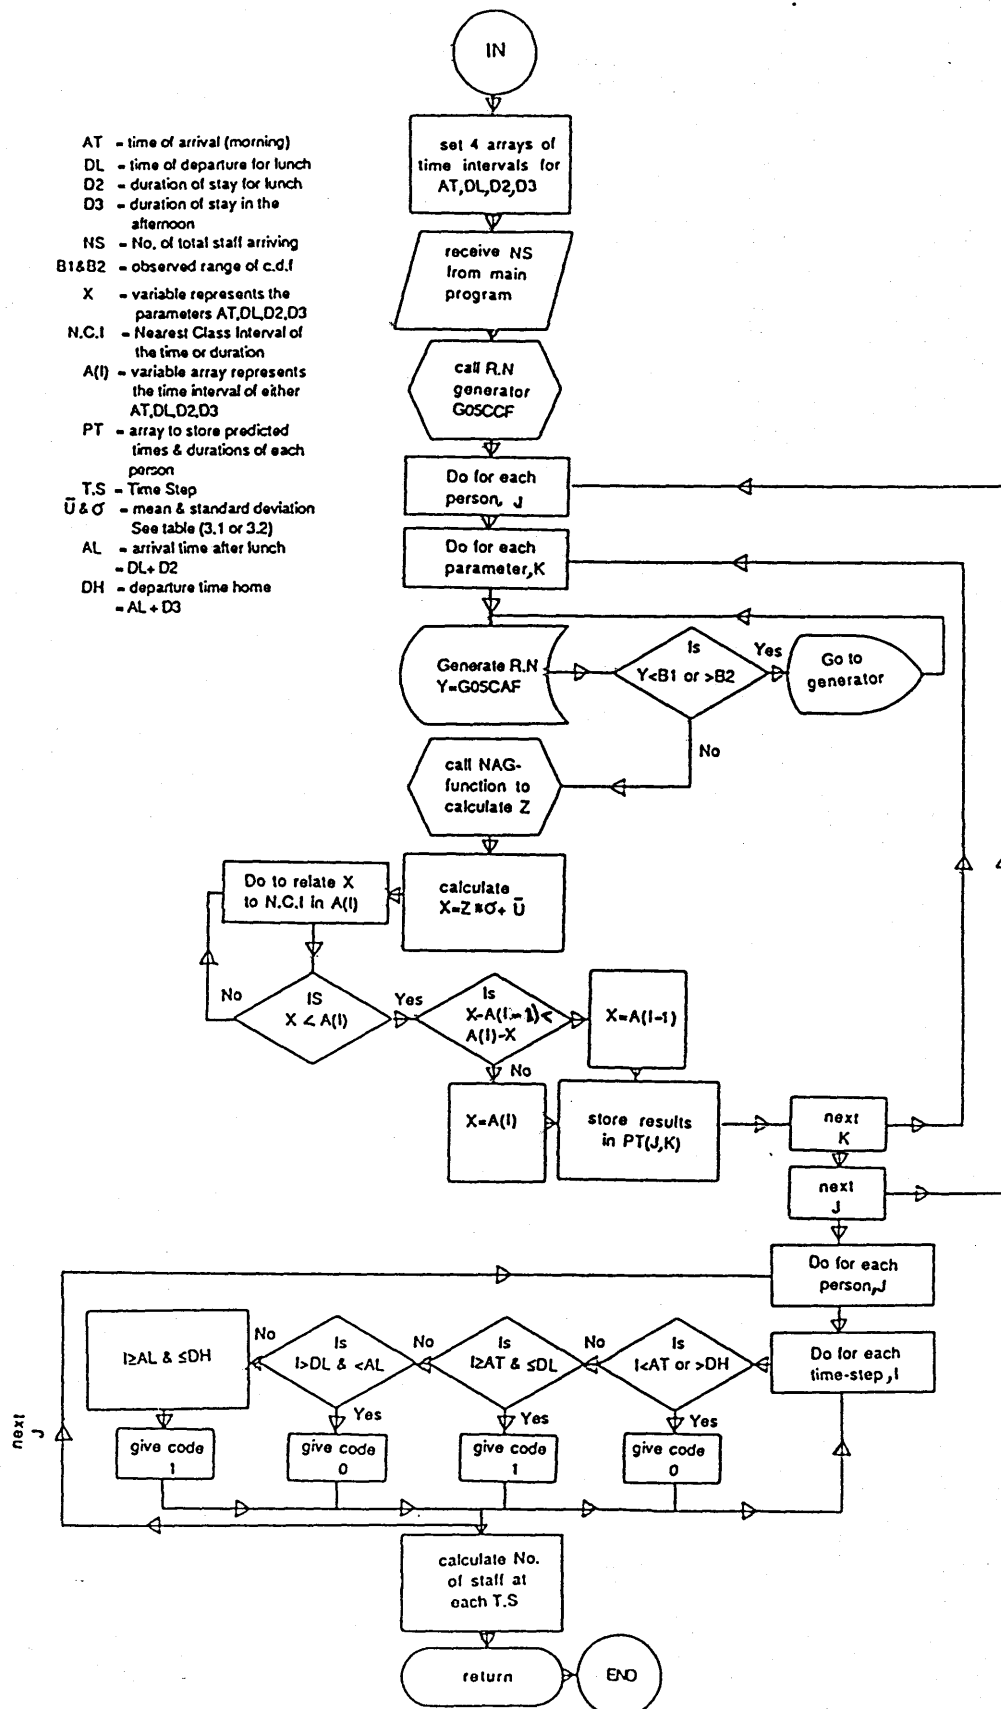 IN
set 4 arrays of
time intervals for
AT,DL,D2,D3
AT = time of arrival (morning)
DL = time of departure for lunch
D2 = duration of stay for lunch
D3 = duration of stay in the
afternoon
NS = No. of total staff arriving
B1&B2 = observed range of c.d.f
X = variable represents the
parameters AT,DL,D2,D3
N.C.I = Nearest Class Interval of
the time or duration
A(I) = variable array represents
the time interval of either
AT,DL,D2,D3
PT = array to store predicted
times & durations of each
person
T.S = Time Step
Ū & σ = mean & standard deviation
See table (3.1 or 3.2)
AL = arrival time after lunch
= DL+ D2
DH = departure time home
= AL + D3
receive NS
from main
program
call R.N
generator
G05CCF
Do for each
person, J
Do for each
parameter,K
Generate R.N
Y=G05CAF
Is
Y<B1 or >B2
Yes
Go to
generator
No
call NAG-
function to
calculate Z
calculate
X=Z*σ+ Ū
Do to relate X
to N.C.I in A(I)
No
IS
X < A(I)
Yes
Is
X-A(I-1)<
A(I)-X
X=A(I-1)
No
X=A(I)
store results
in PT(J,K)
next
K
next
J
Do for each
person,J
Do for each
time-step,I
Is
I<AT or >DH
No
Is
I≥AT & ≤DL
No
Is
I>DL & <AL
No
I≥AL & ≤DH
Yes
Yes
Yes
give code
1
give code
0
give code
1
give code
0
next
J
calculate No.
of staff at
each T.S
return
END